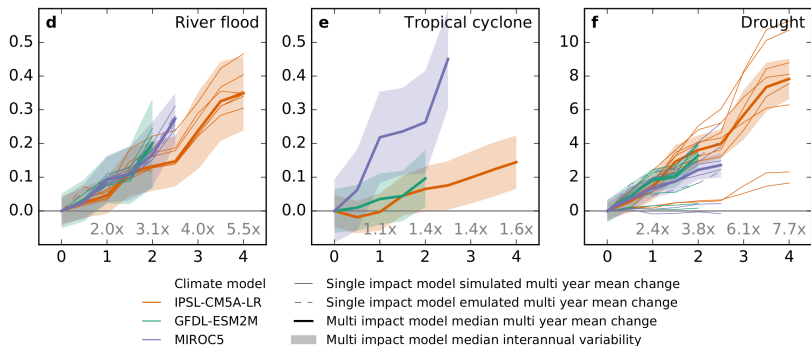 d River flood
0.5
0.4
0.3
0.2
0.1
0.0
2.0x 3.1x 4.0x 5.5x
0 1 2 3 4
e Tropical cyclone
0.5
0.4
0.3
0.2
0.1
0.0
1.1x 1.4x 1.4x 1.6x
0 1 2 3 4
f Drought
10
8
6
4
2
0
2.4x 3.8x 6.1x 7.7x
0 1 2 3 4
Climate model
IPSL-CM5A-LR
GFDL-ESM2M
MIROC5
Single impact model simulated multi year mean change
Single impact model emulated multi year mean change
Multi impact model median multi year mean change
Multi impact model median interannual variability